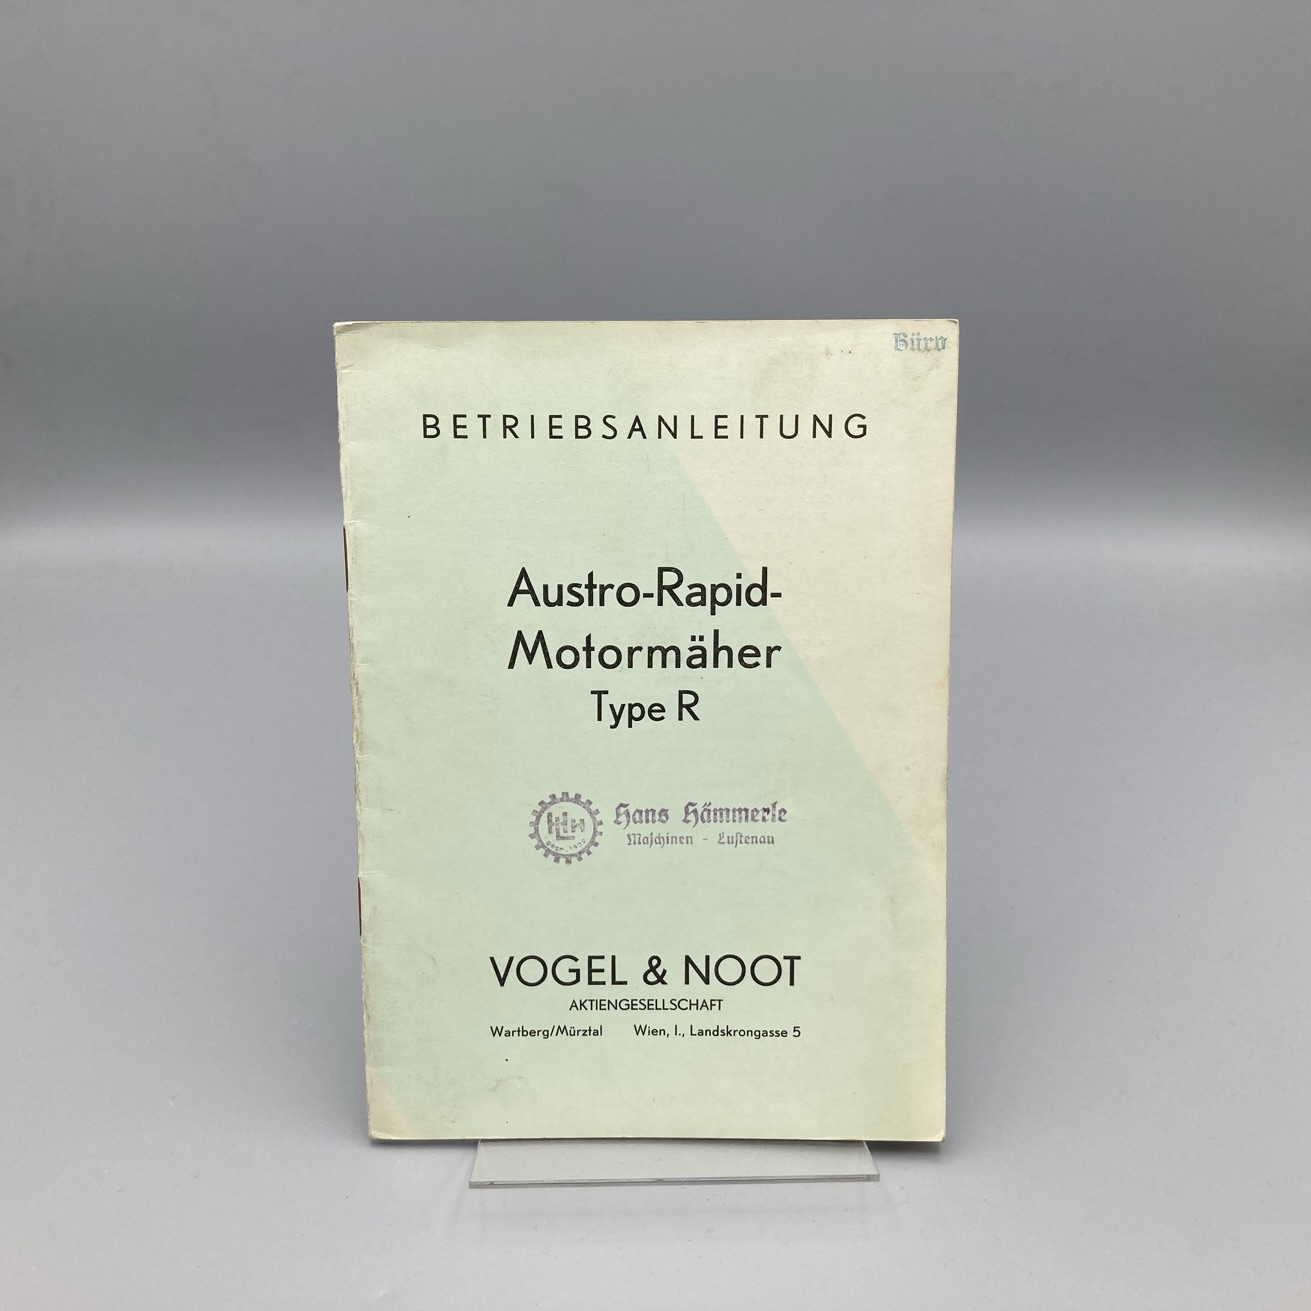 Büro
BETRIEBSANLEITUNG
Austro-Rapid-
Motormäher
Type R
Hans Hämmerle
Maschinen - Lustenau
VOGEL & NOOT
AKTIENGESELLSCHAFT
Wartberg/Mürztal Wien, I., Landskrongasse 5